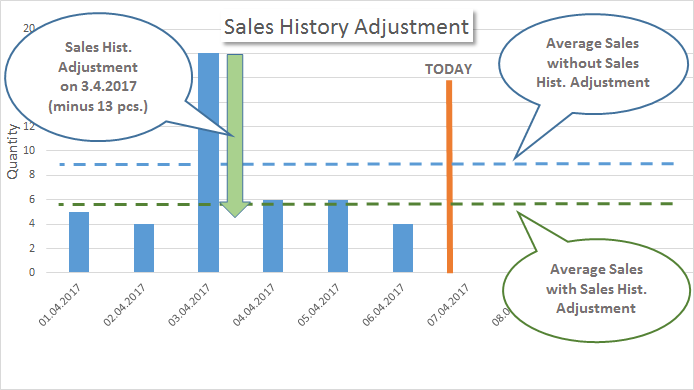 Sales History Adjustment
20
Sales Hist.
Adjustment
on 3.4.2017
(minus 13 pcs.)
TODAY
Average Sales
without Sales
Hist. Adjustment
Quantity
12
10
8
6
4
2
0
01.04.2017
02.04.2017
03.04.2017
04.04.2017
05.04.2017
06.04.2017
07.04.2017
08.
Average Sales
with Sales Hist.
Adjustment